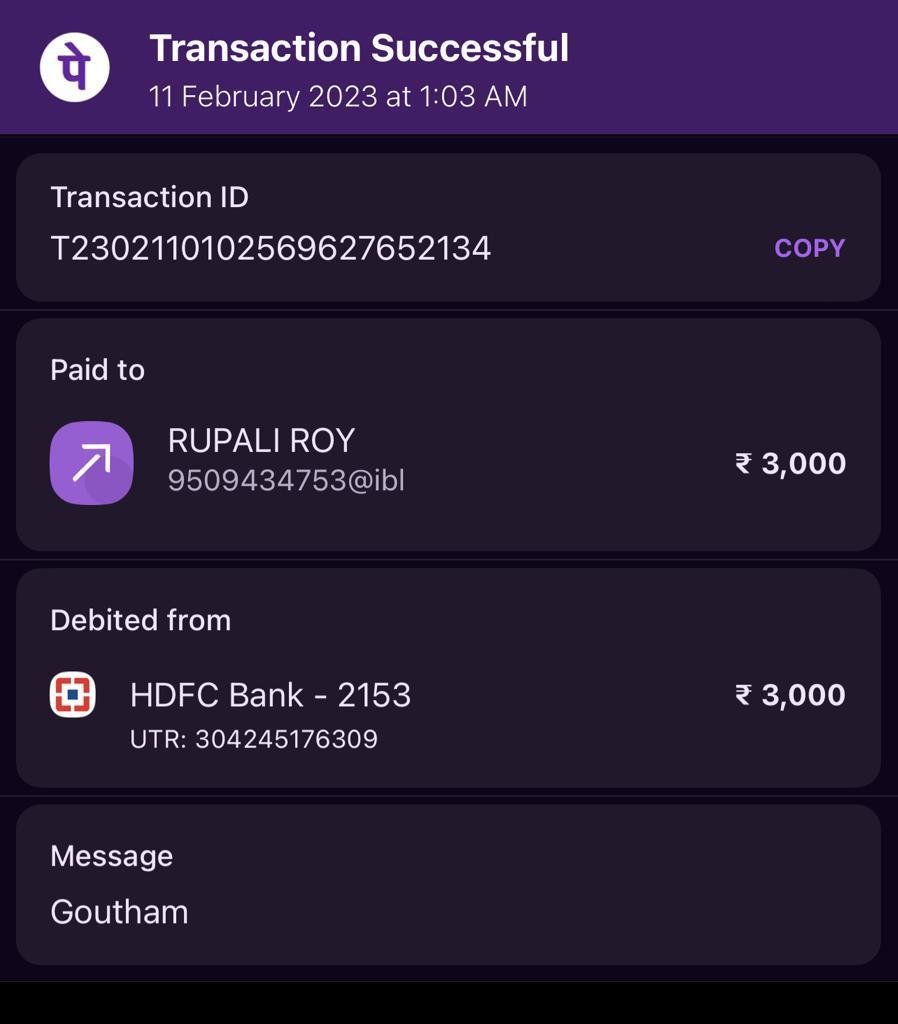 पे
Transaction Successful
11 February 2023 at 1:03 AM
Transaction ID
T2302110102569627652134
COPY
Paid to
RUPALI ROY
9509434753@ibl
₹ 3,000
Debited from
HDFC Bank - 2153
₹ 3,000
UTR: 304245176309
Message
Goutham